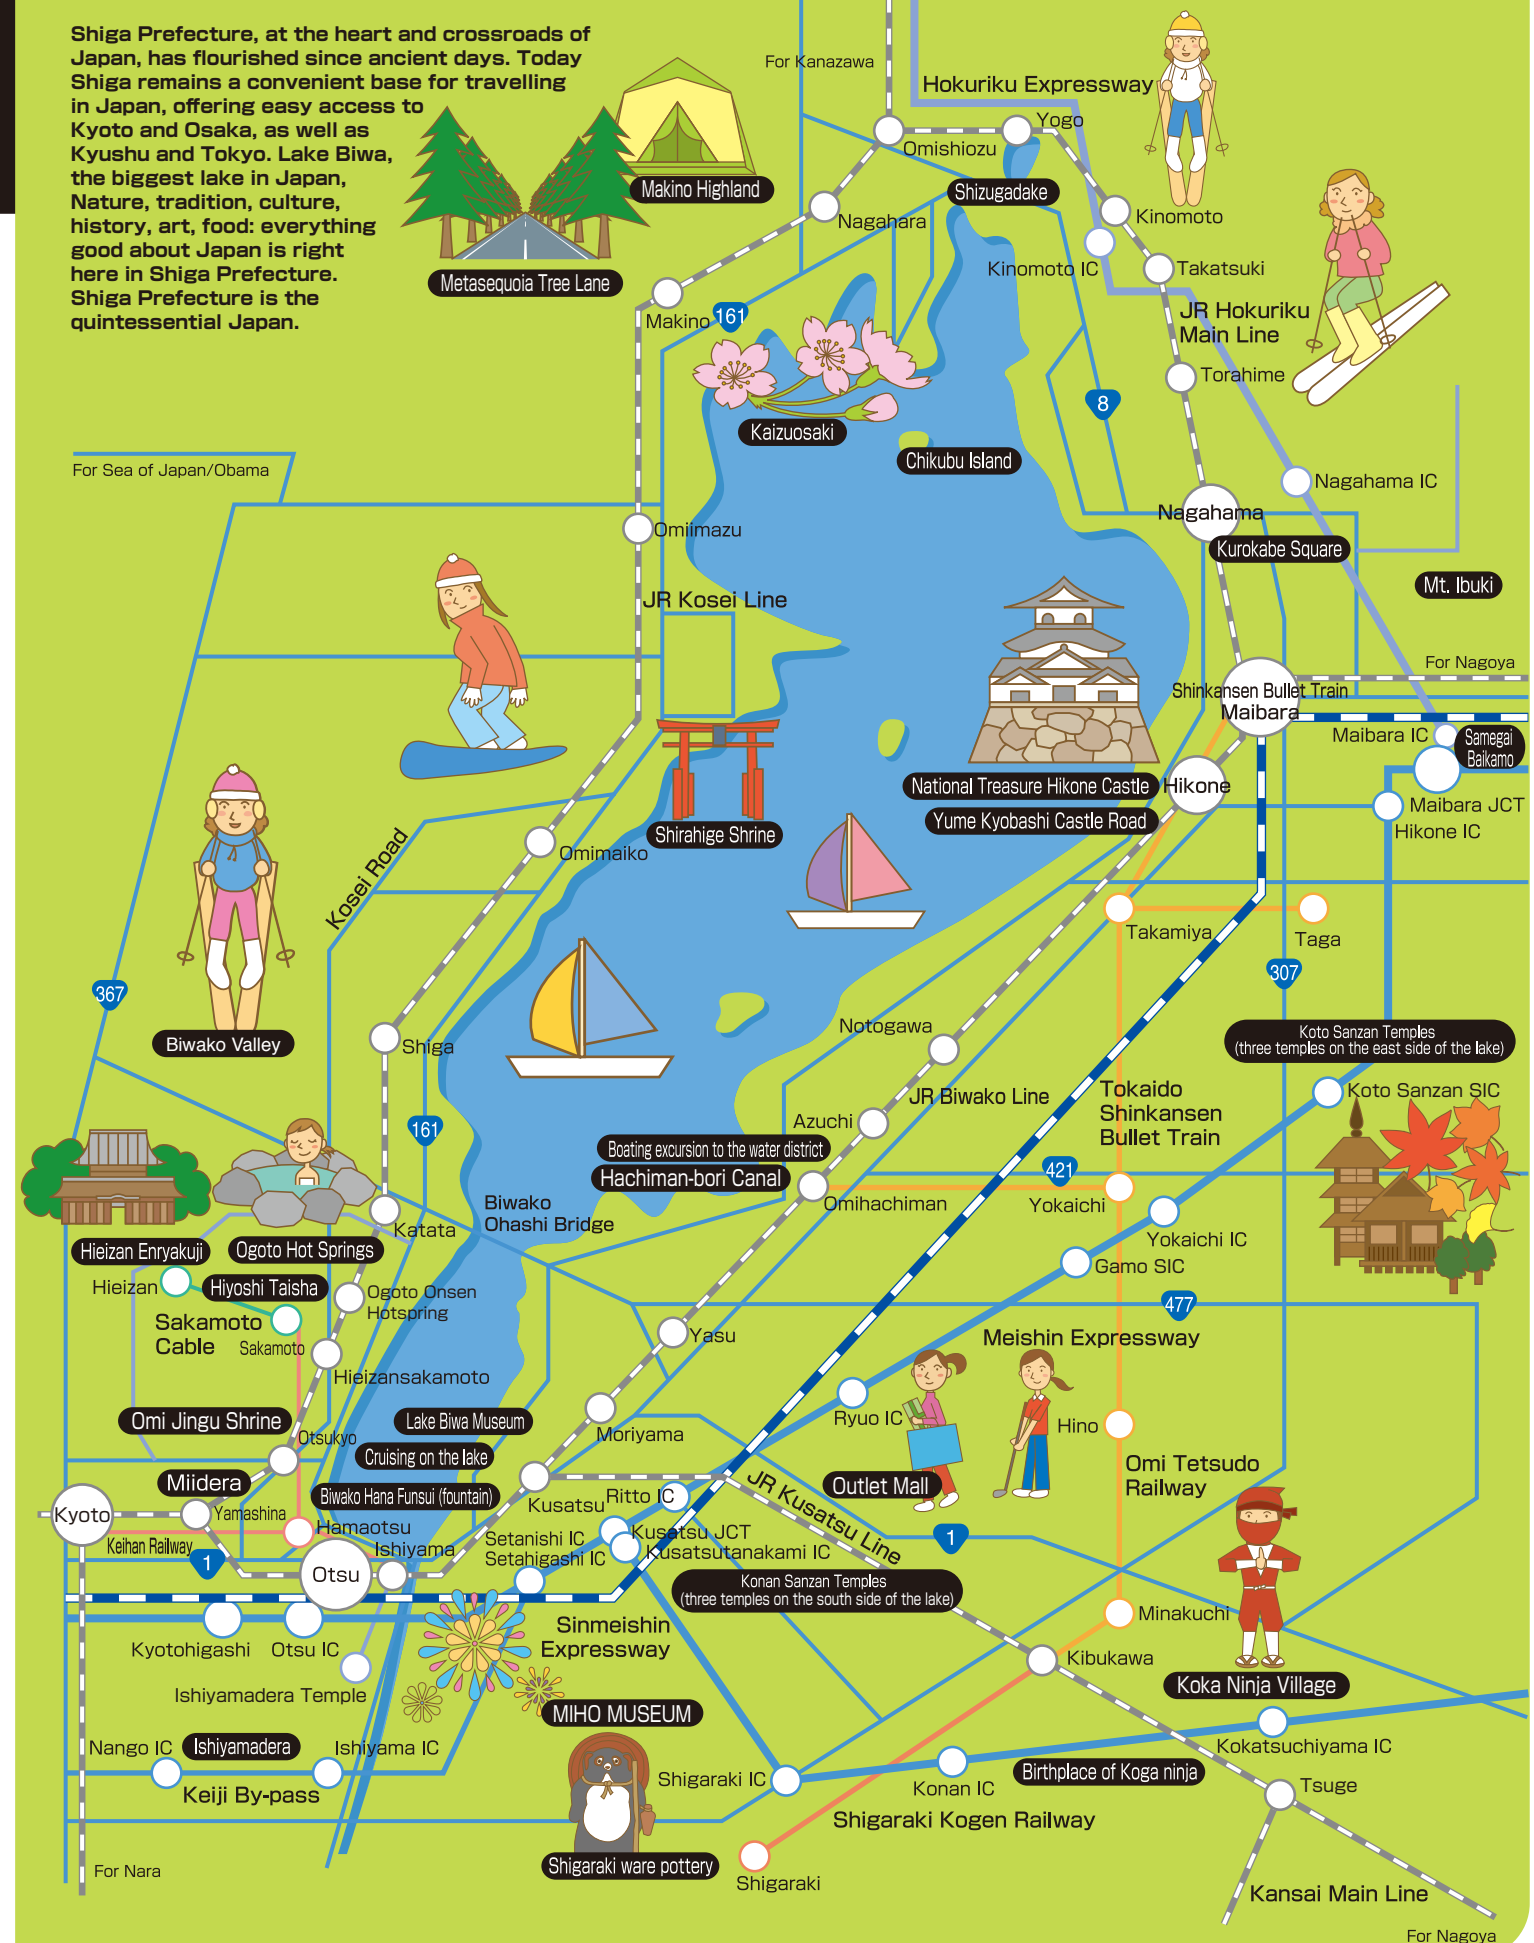 Shiga Prefecture, at the heart and crossroads of
Japan, has flourished since ancient days. Today
Shiga remains a convenient base for travelling
in Japan, offering easy access to
Kyoto and Osaka, as well as
Kyushu and Tokyo. Lake Biwa,
the biggest lake in Japan,
Nature, tradition, culture,
history, art, food: everything
good about Japan is right
here in Shiga Prefecture.
Shiga Prefecture is the
quintessential Japan.
For Kanazawa
Hokuriku Expressway
Yogo
Omishiozu
Makino Highland
Shizugadake
Nagahara
Kinomoto
Kinomoto IC
Takatsuki
Metasequoia Tree Lane
Makino
161
JR Hokuriku
Main Line
Torahime
8
Kaizuosaki
Chikubu Island
For Sea of Japan/Obama
Nagahama IC
Nagahama
Omiimazu
Kurokabe Square
Mt. Ibuki
JR Kosei Line
For Nagoya
Shinkansen Bullet Train
Maibara
Maibara IC
Samegai
Baikamo
National Treasure Hikone Castle
Hikone
Maibara JCT
Yume Kyobashi Castle Road
Hikone IC
Shirahige Shrine
Omimaiko
Kosei Road
Takamiya
Taga
307
367
Biwako Valley
Shiga
Notogawa
Koto Sanzan Temples
(three temples on the east side of the lake)
JR Biwako Line
Tokaido
Shinkansen
Bullet Train
Koto Sanzan SIC
Azuchi
161
Boating excursion to the water district
Hachiman-bori Canal
421
Omihachiman
Yokaichi
Biwako
Ohashi Bridge
Katata
Yokaichi IC
Hieizan Enryakuji
Ogoto Hot Springs
Gamo SIC
Hieizan
Hiyoshi Taisha
Ogoto Onsen
Hotspring
477
Sakamoto
Cable
Sakamoto
Yasu
Meishin Expressway
Hieizansakamoto
Omi Jingu Shrine
Lake Biwa Museum
Ryuo IC
Hino
Otsukyo
Moriyama
Cruising on the lake
Omi Tetsudo
Railway
Miidera
Biwako Hana Funsui (fountain)
Outlet Mall
JR Kusatsu Line
Kyoto
Yamashina
Kusatsu
Ritto IC
Hamaotsu
Keihan Railway
1
Ishiyama
Setanishi IC
Setahigashi IC
Kusatsu JCT
Kusatsutanakami IC
1
Otsu
Konan Sanzan Temples
(three temples on the south side of the lake)
Minakuchi
Kyotohigashi
Otsu IC
Sinmeishin
Expressway
Kibukawa
Ishiyamadera Temple
Koka Ninja Village
MIHO MUSEUM
Nango IC
Ishiyamadera
Ishiyama IC
Kokatsuchiyama IC
Keiji By-pass
Shigaraki IC
Konan IC
Birthplace of Koga ninja
Tsuge
Shigaraki Kogen Railway
Shigaraki ware pottery
For Nara
Shigaraki
Kansai Main Line
For Nagoya